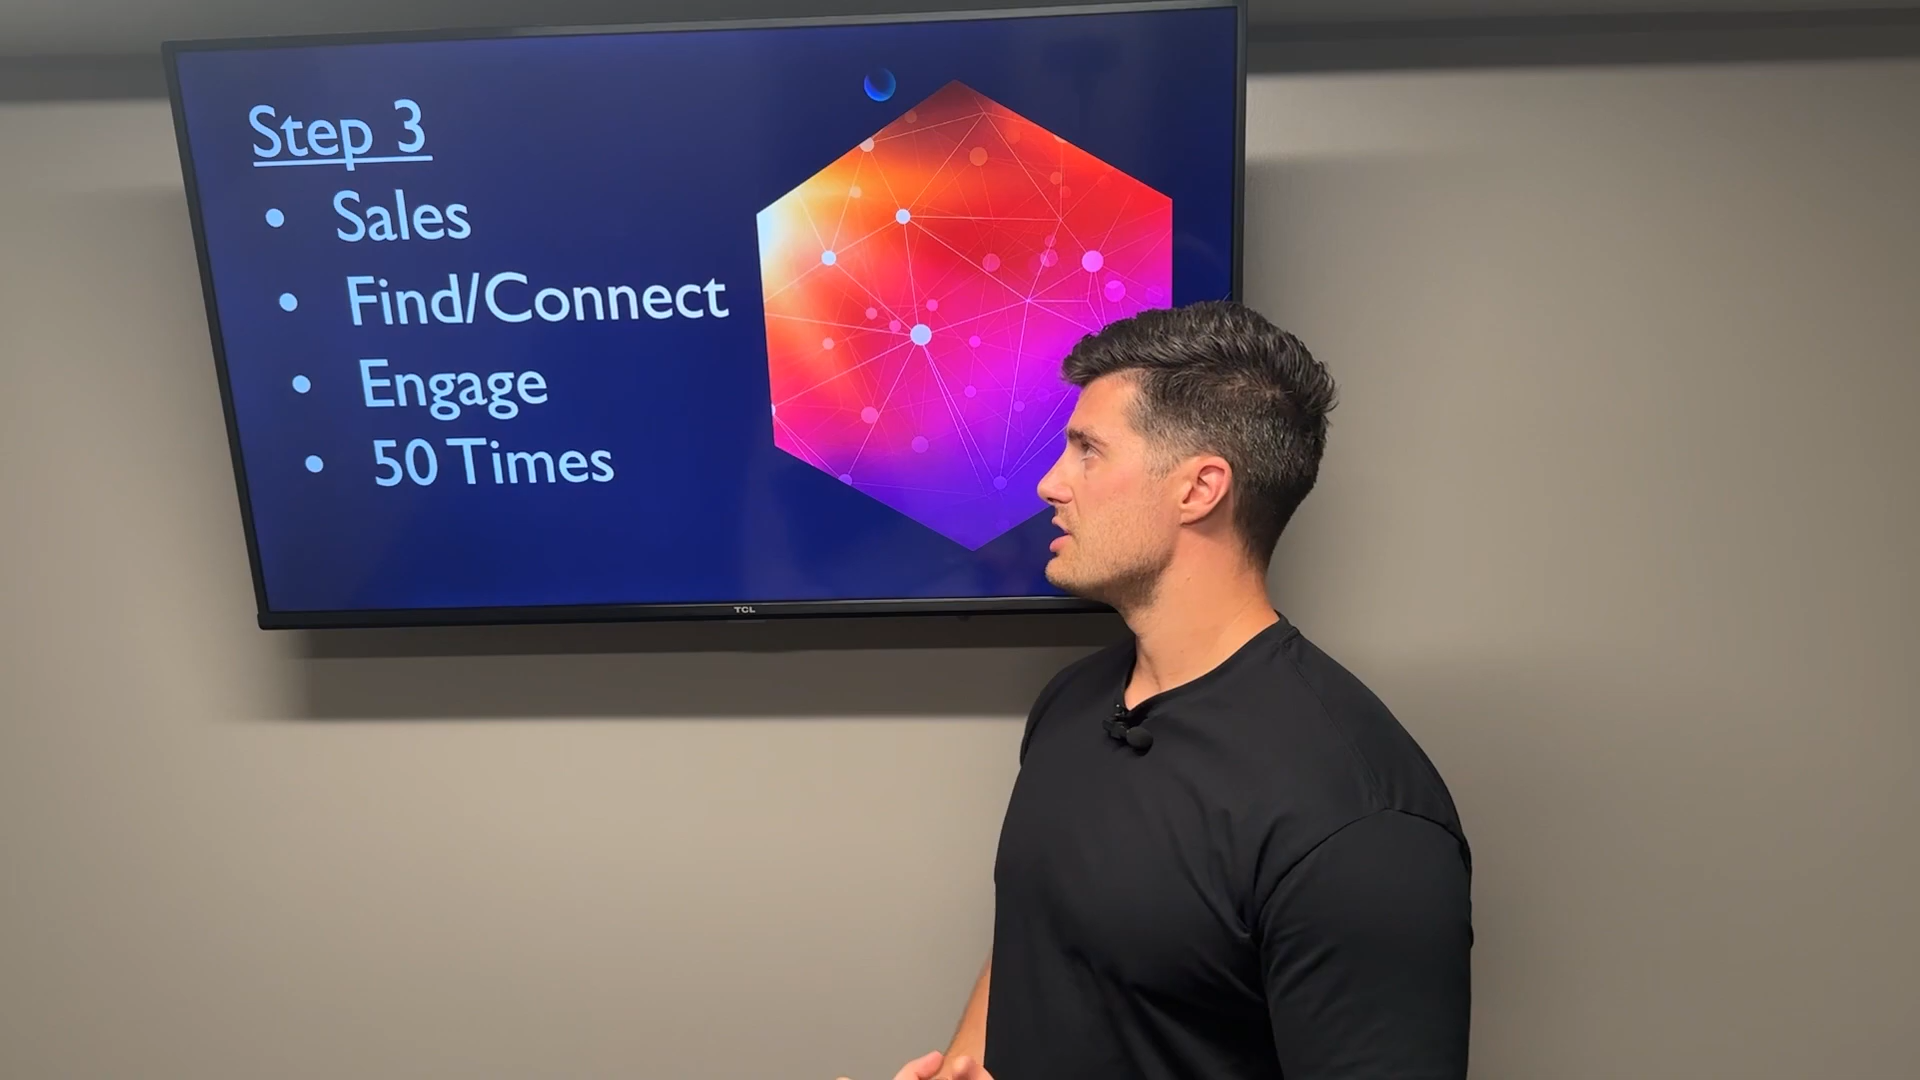 Step 3
• Sales
• Find/Connect
• Engage
• 50 Times
TCL